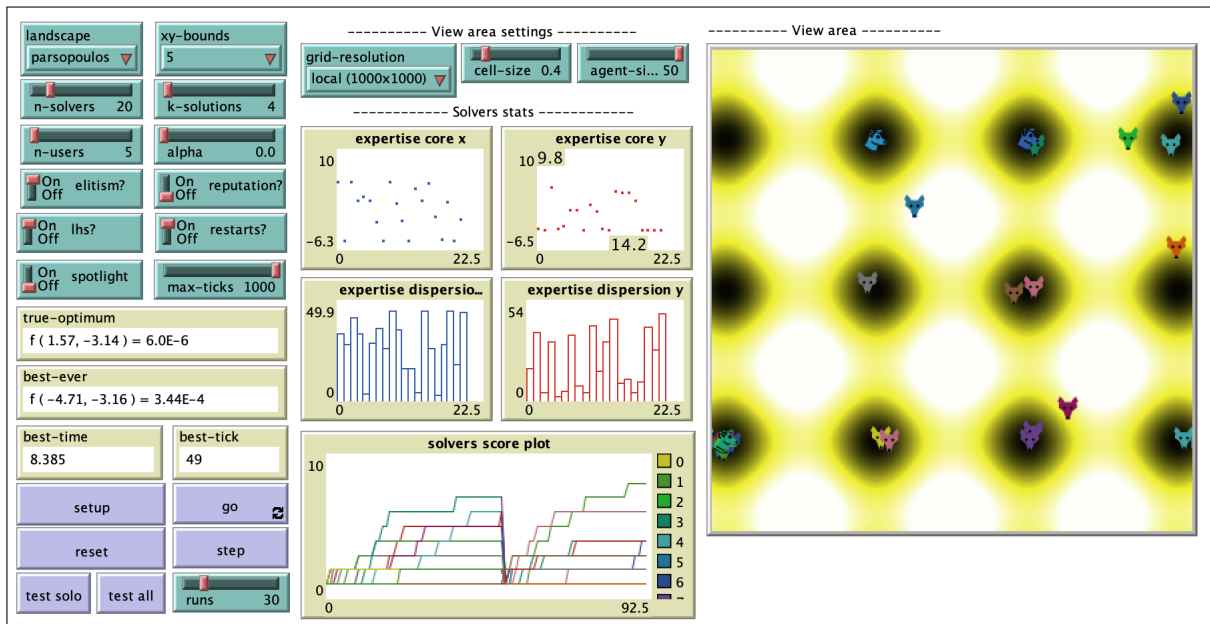 landscape
parsopoulos
xy-bounds
5
n-solvers 20
k-solutions 4
n-users 5
alpha 0.0
On
Off
elitism?
On
Off
reputation?
On
Off
lhs?
On
Off
restarts?
On
Off
spotlight
max-ticks 1000
true-optimum
f ( 1.57, -3.14 ) = 6.0E-6
best-ever
f ( -4.71, -3.16 ) = 3.44E-4
best-time
8.385
best-tick
49
setup
go
reset
step
test solo
test all
runs 30
----------- View area settings -----------
grid-resolution
local (1000x1000)
cell-size 0.4
agent-si... 50
------------ Solvers stats ------------
expertise core x
10
-6.3
0
22.5
expertise core y
10
9.8
-6.5
14.2
0
22.5
expertise dispersio...
49.9
0
0
22.5
expertise dispersion y
54
0
0
22.5
solvers score plot
10
0
0
92.5
0
1
2
3
4
5
6
----------- View area -----------